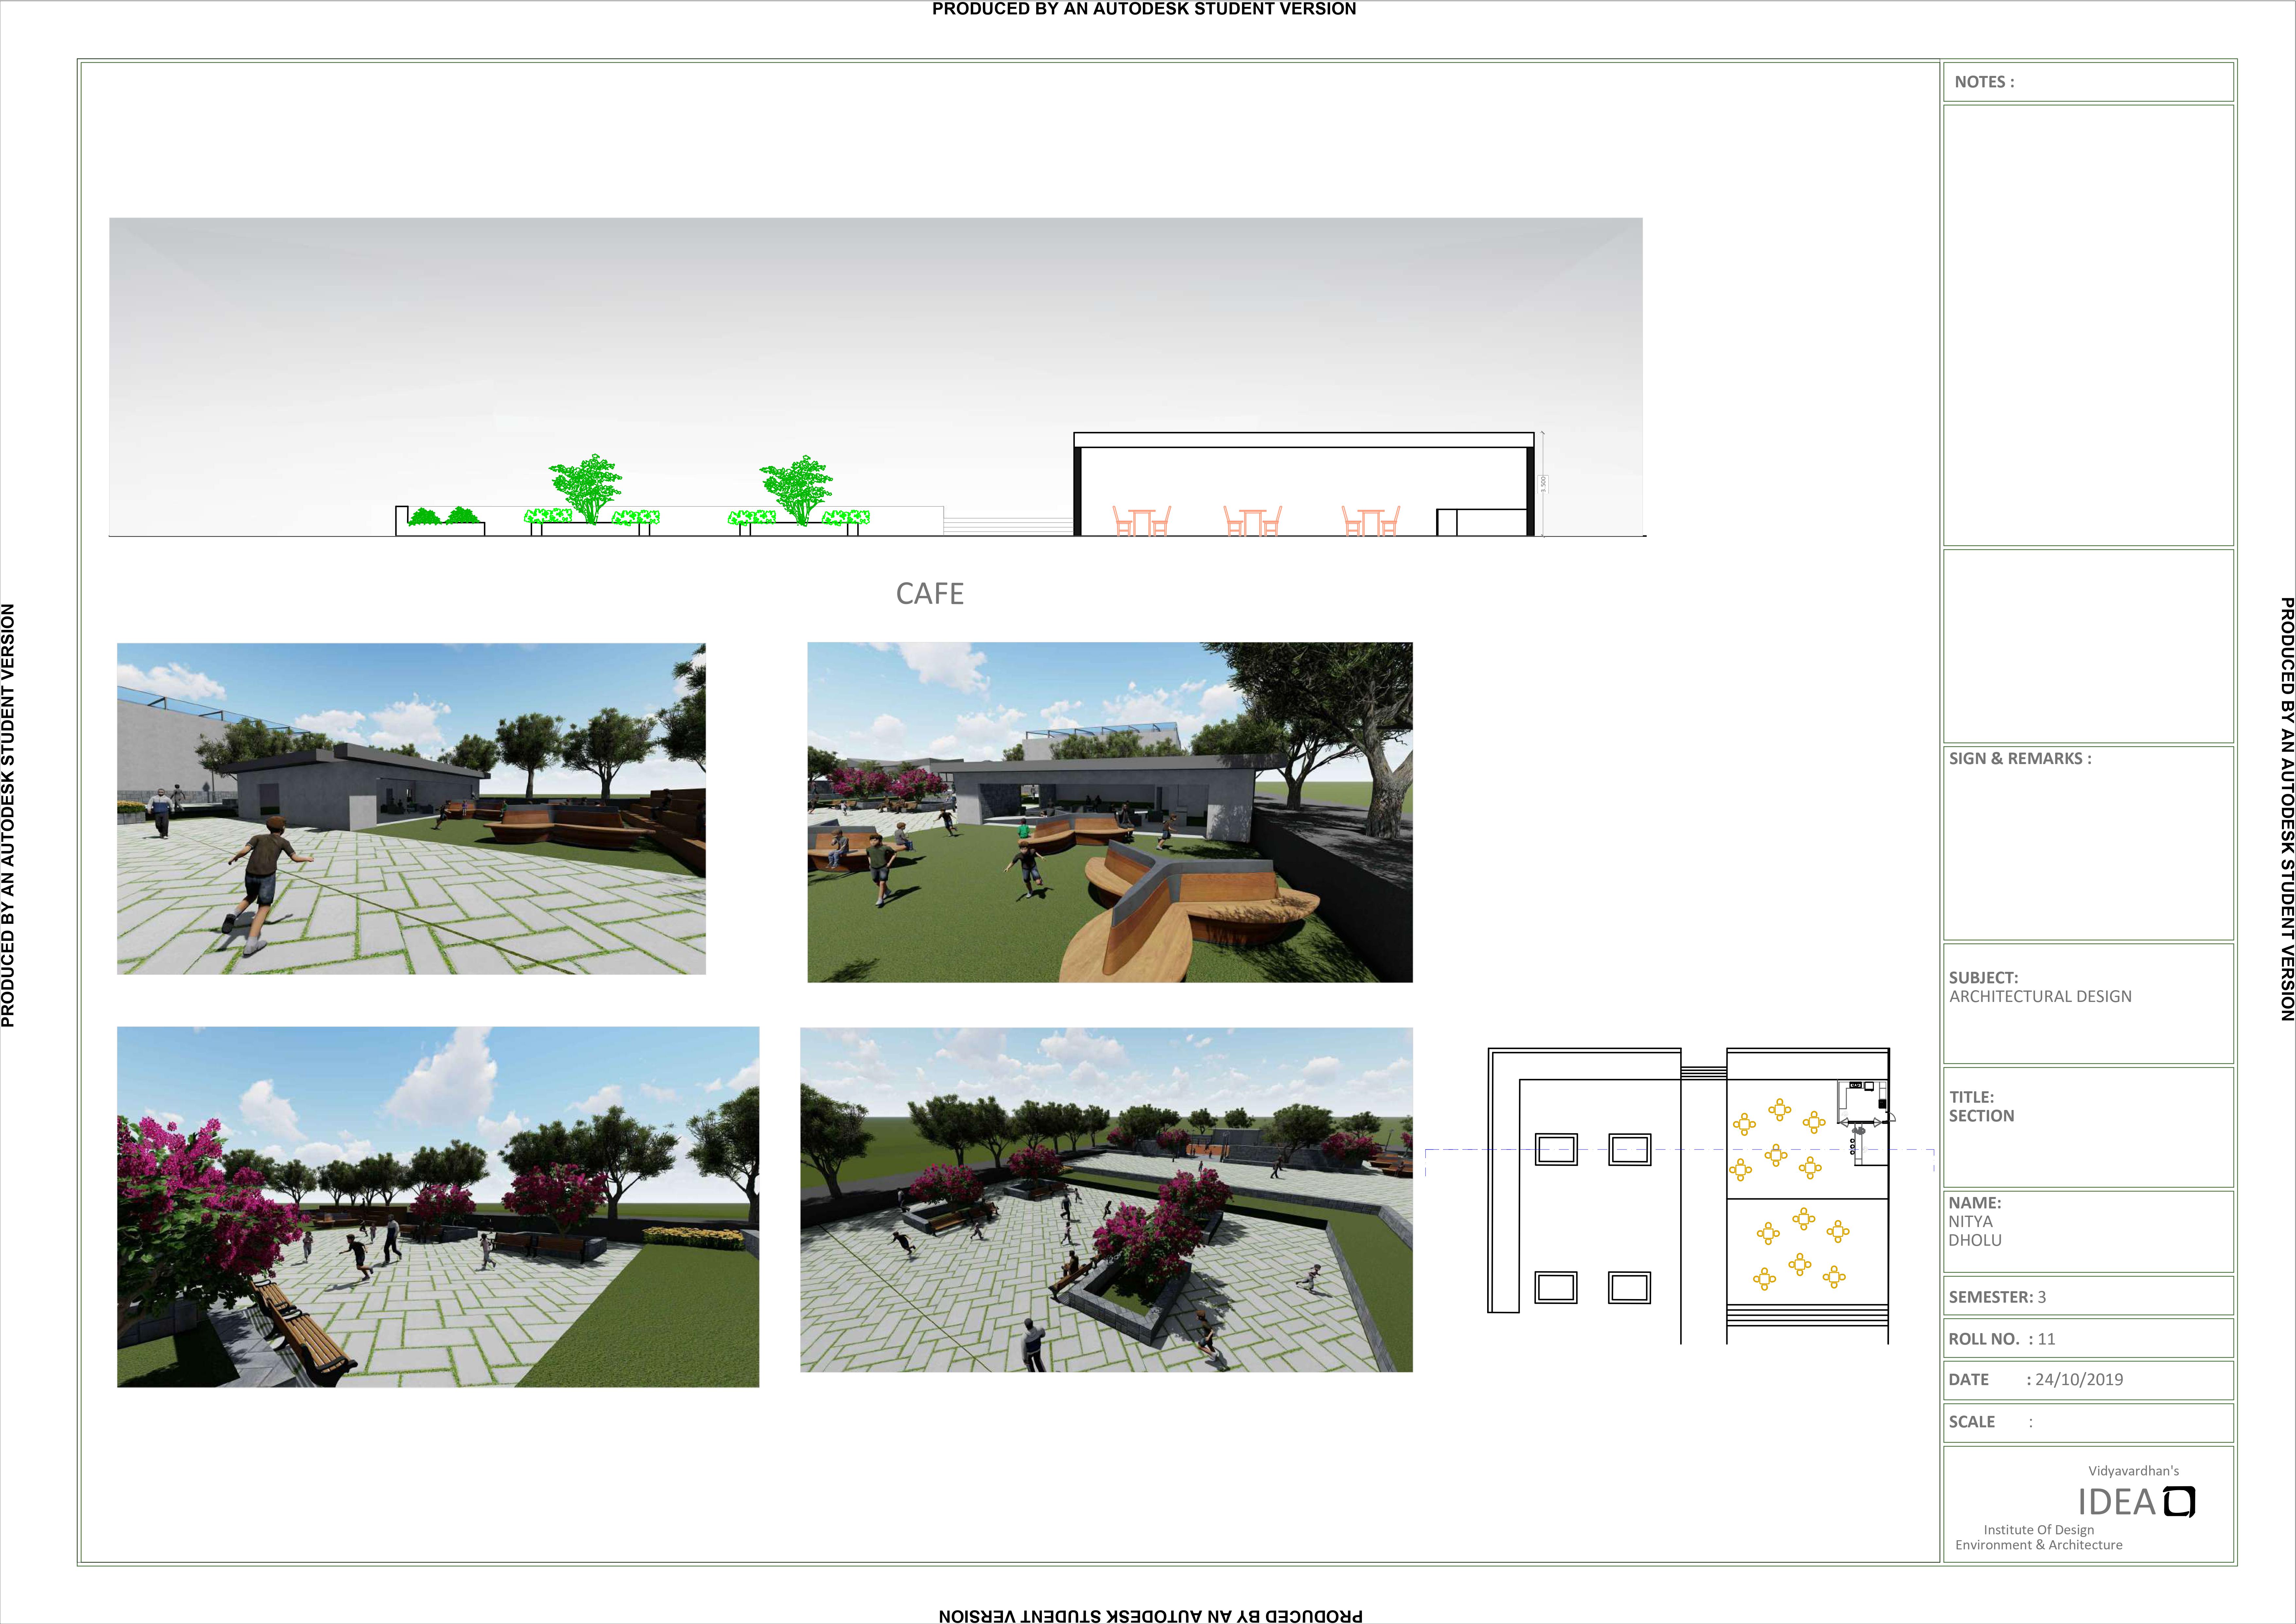 PRODUCED BY AN AUTODESK STUDENT VERSION
PRODUCED BY AN AUTODESK STUDENT VERSION
PRODUCED BY AN AUTODESK STUDENT VERSION
CAFE
NOTES :
SIGN & REMARKS :
SUBJECT:
ARCHITECTURAL DESIGN
TITLE:
SECTION
NAME:
NITYA
DHOLU
SEMESTER: 3
ROLL NO. : 11
DATE : 24/10/2019
SCALE :
Vidyavardhan's
IDEA
Institute Of Design
Environment & Architecture
PRODUCED BY AN AUTODESK STUDENT VERSION